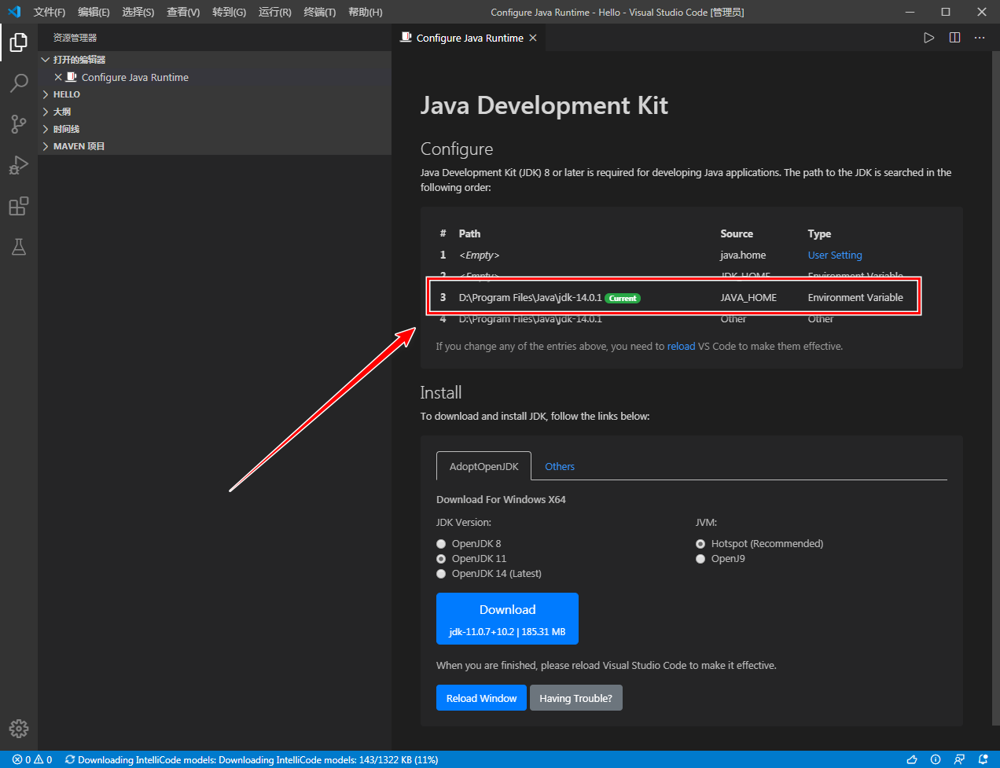 文件(F) 编辑(E) 选择(S) 查看(V) 转到(G) 运行(R) 终端(T) 帮助(H) Configure Java Runtime - Hello - Visual Studio Code [管理员]
资源管理器
打开的编辑器
Configure Java Runtime
HELLO
大纲
时间线
MAVEN 项目
Configure Java Runtime
Java Development Kit
Configure
Java Development Kit (JDK) 8 or later is required for developing Java applications. The path to the JDK is searched in the
following order:
# Path Source Type
1 <Empty> java.home User Setting
2 <Empty> JDK_HOME Environment Variable
3 D:\Program Files\Java\jdk-14.0.1 Current JAVA_HOME Environment Variable
4 D:\Program Files\Java\jdk-14.0.1 Other Other
If you change any of the entries above, you need to reload VS Code to make them effective.
Install
To download and install JDK, follow the links below:
AdoptOpenJDK Others
Download For Windows X64
JDK Version: JVM:
OpenJDK 8 Hotspot (Recommended)
OpenJDK 11 OpenJ9
OpenJDK 14 (Latest)
Download
jdk-11.0.7+10.2 | 185.31 MB
When you are finished, please reload Visual Studio Code to make it effective.
Reload Window Having Trouble?
0 0 Downloading IntelliCode models: Downloading IntelliCode models: 143/1322 KB (11%)